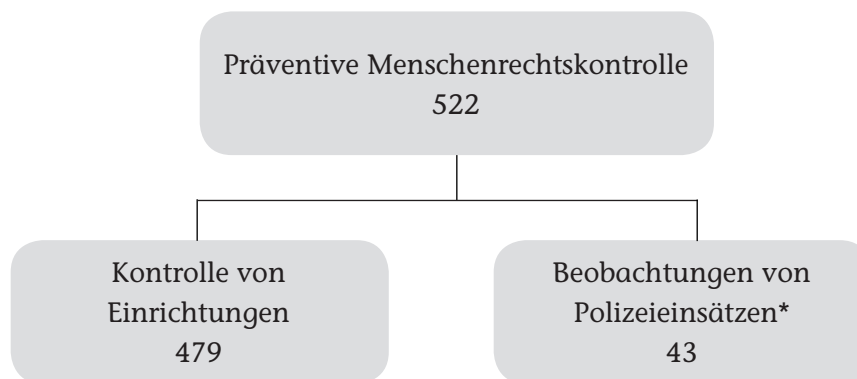 Präventive Menschenrechtskontrolle
522
Kontrolle von
Einrichtungen
479
Beobachtungen von
Polizeieinsätzen*
43